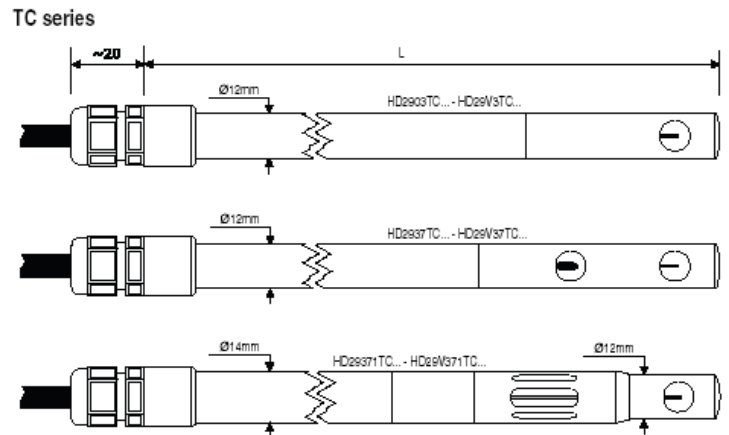 TC series
~20
L
Ø12mm
HD2903TC... - HD29V3TC...
Ø12mm
HD2937TC... - HD29V37TC...
Ø14mm
HD29371TC... - HD29V371TC...
Ø12mm